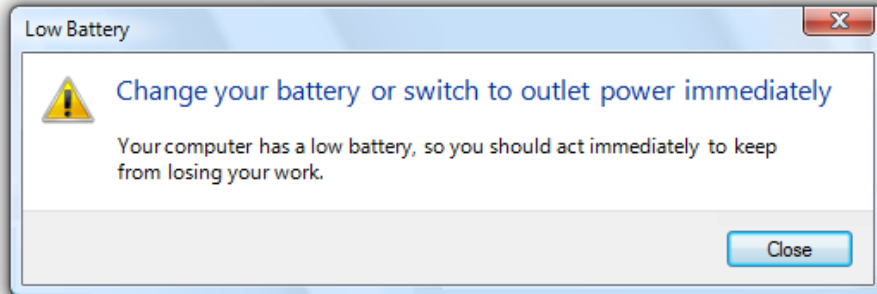 Low Battery
Change your battery or switch to outlet power immediately
Your computer has a low battery, so you should act immediately to keep
from losing your work.
Close